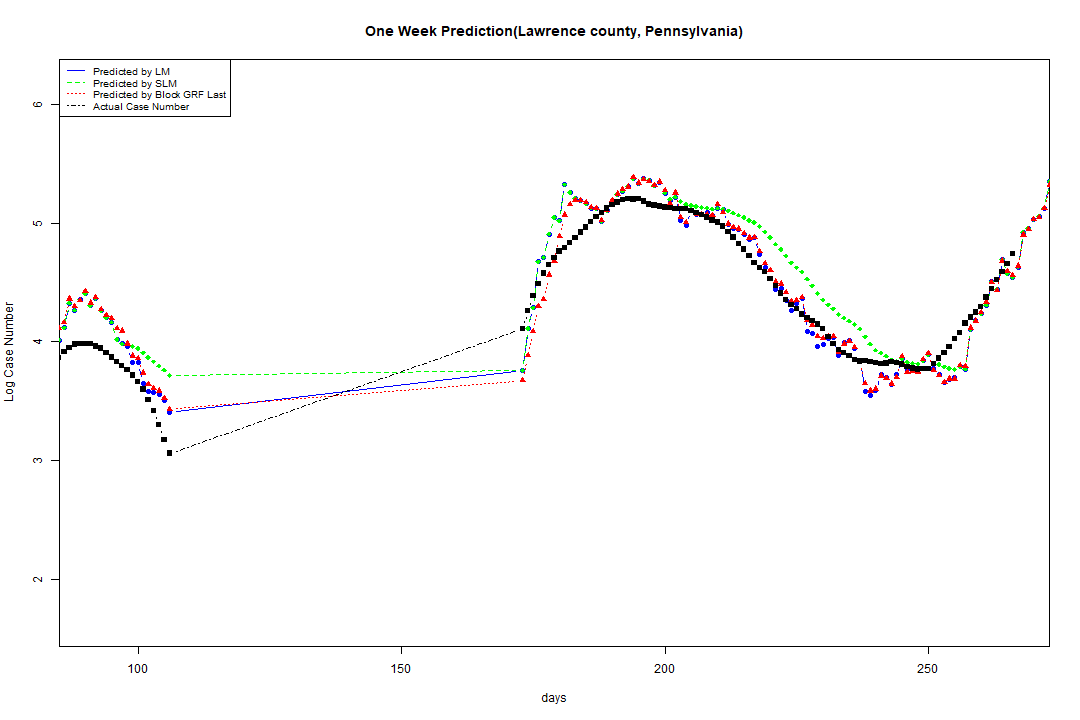 One Week Prediction(Lawrence county, Pennsylvania)
Predicted by LM
Predicted by SLM
Predicted by Block GRF Last
Actual Case Number
6
5
4
3
2
Log Case Number
100 150 200 250
days